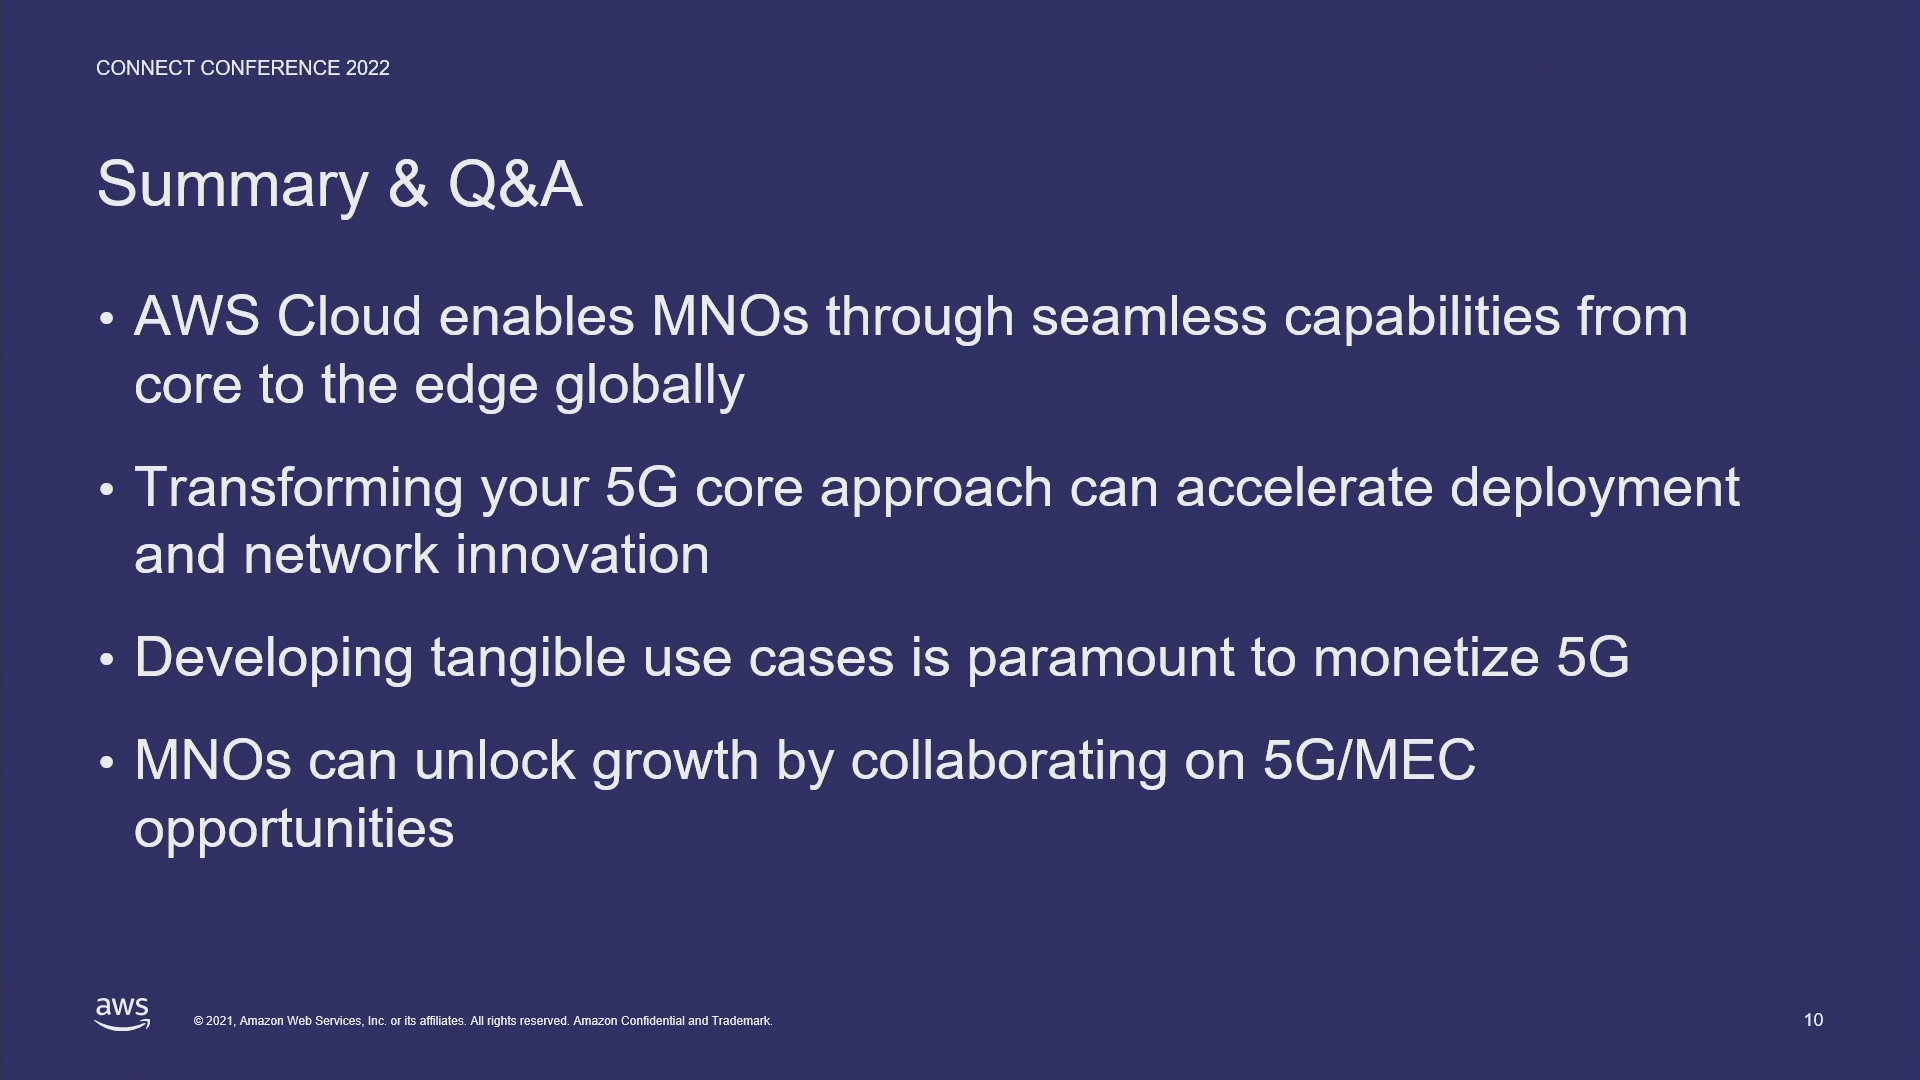 CONNECT CONFERENCE 2022
Summary & Q&A
• AWS Cloud enables MNOs through seamless capabilities from
core to the edge globally
• Transforming your 5G core approach can accelerate deployment
and network innovation
• Developing tangible use cases is paramount to monetize 5G
• MNOs can unlock growth by collaborating on 5G/MEC
opportunities
aws
© 2021, Amazon Web Services, Inc. or its affiliates. All rights reserved. Amazon Confidential and Trademark.
10